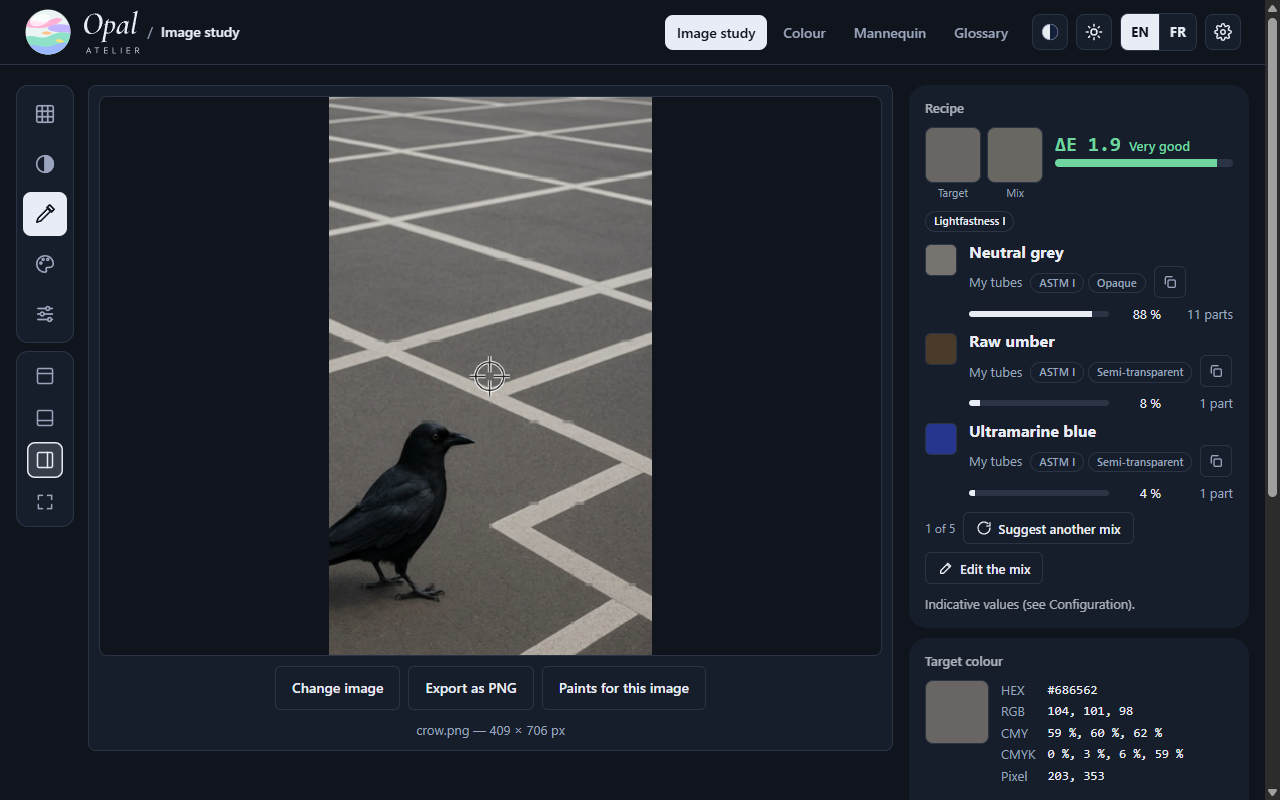 Opal
ATELIER
/ Image study
Image study
Colour
Mannequin
Glossary
EN
FR
Recipe
ΔE 1.9 Very good
Target
Mix
Lightfastness I
Neutral grey
My tubes ASTM I Opaque
88 % 11 parts
Raw umber
My tubes ASTM I Semi-transparent
8 % 1 part
Ultramarine blue
My tubes ASTM I Semi-transparent
4 % 1 part
1 of 5 Suggest another mix
Edit the mix
Indicative values (see Configuration).
Change image
Export as PNG
Paints for this image
crow.png — 409 × 706 px
Target colour
HEX #686562
RGB 104, 101, 98
CMY 59 %, 60 %, 62 %
CMYK 0 %, 3 %, 6 %, 59 %
Pixel 203, 353